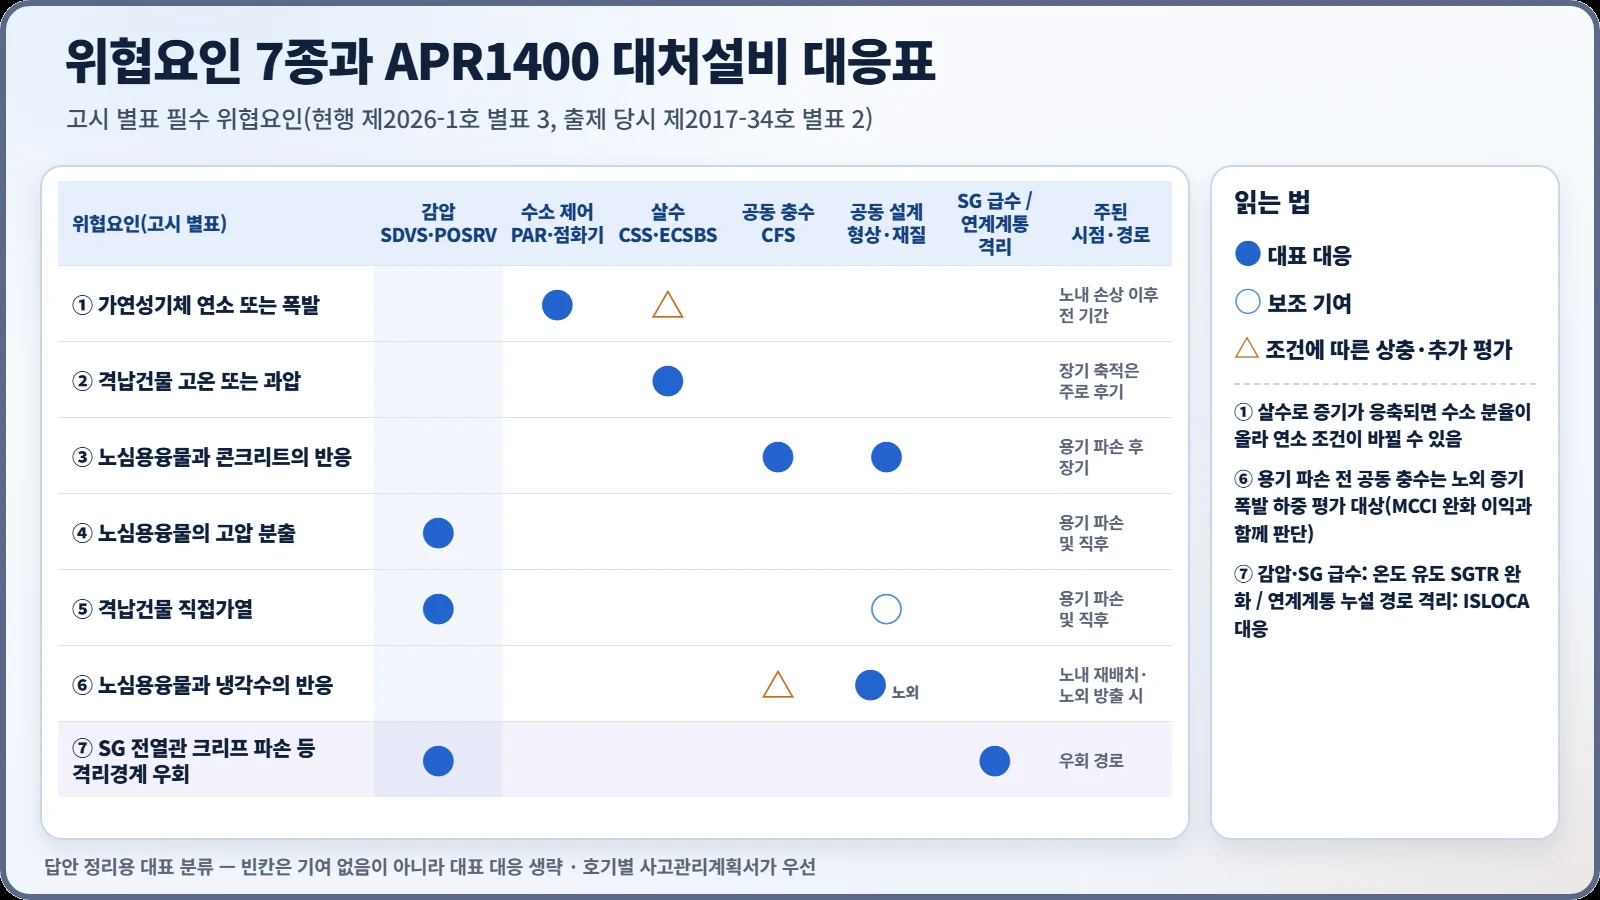 위협요인 7종과 APR1400 대처설비 대응표
고시 별표 필수 위협요인(현행 제2026-1호 별표 3, 출제 당시 제2017-34호 별표 2)
위협요인(고시 별표)
감압
SDVS·POSRV
수소 제어
PAR·점화기
살수
CSS·ECSBS
공동 충수
CFS
공동 설계
형상·재질
SG 급수 /
연계계통
격리
주된
시점·경로
① 가연성기체 연소 또는 폭발
노내 손상 이후
전 기간
② 격납건물 고온 또는 과압
장기 축적은
주로 후기
③ 노심용융물과 콘크리트의 반응
용기 파손 후
장기
④ 노심용융물의 고압 분출
용기 파손
및 직후
⑤ 격납건물 직접가열
용기 파손
및 직후
⑥ 노심용융물과 냉각수의 반응
노외
노내 재배치·
노외 방출 시
⑦ SG 전열관 크리프 파손 등
격리경계 우회
우회 경로
읽는 법
대표 대응
보조 기여
조건에 따른 상충·추가 평가
① 살수로 증기가 응축되면 수소 분율이
올라 연소 조건이 바뀔 수 있음
⑥ 용기 파손 전 공동 충수는 노외 증기
폭발 하중 평가 대상(MCCI 완화 이익과
함께 판단)
⑦ 감압·SG 급수: 온도 유도 SGTR 완
화 / 연계계통 누설 경로 격리: ISLOCA
대응
답안 정리용 대표 분류 — 빈칸은 기여 없음이 아니라 대표 대응 생략 · 호기별 사고관리계획서가 우선